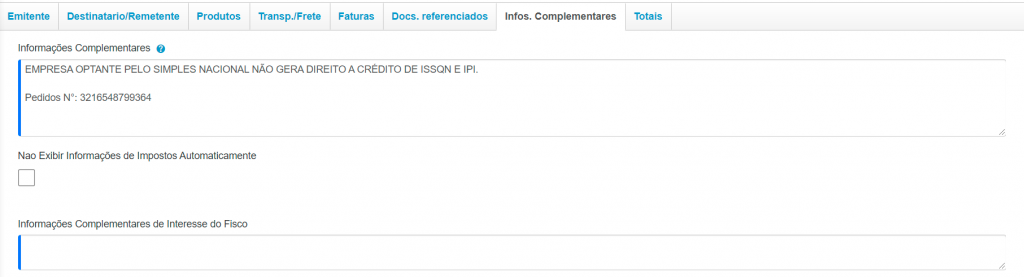 Emitente Destinatario/Remetente Produtos Transp./Frete Faturas Docs. referenciados Infos. Complementares Totais
Informações Complementares ?
EMPRESA OPTANTE PELO SIMPLES NACIONAL NÃO GERA DIREITO A CRÉDITO DE ISSQN E IPI.
Pedidos N°: 3216548799364
Nao Exibir Informações de Impostos Automaticamente
Informações Complementares de Interesse do Fisco